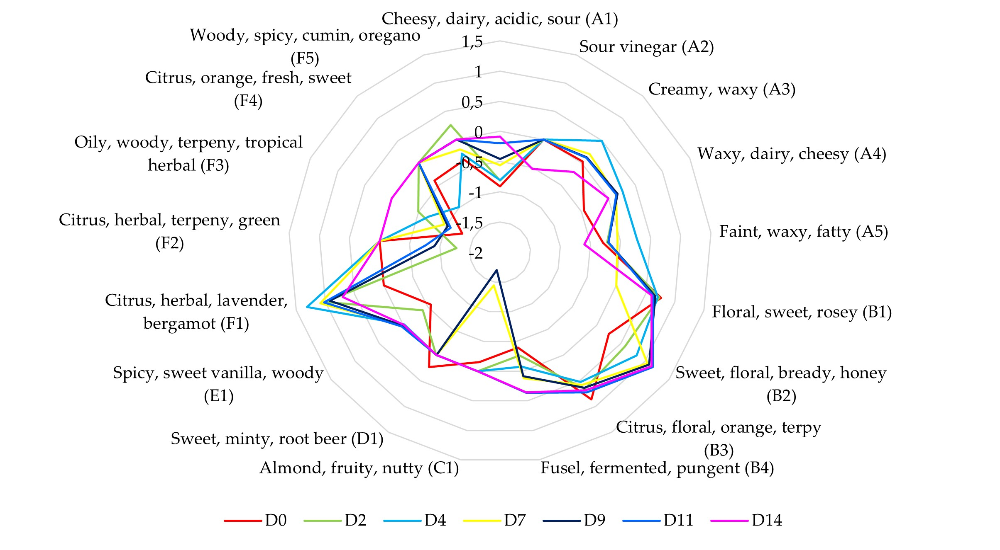 Cheesy, dairy, acidic, sour (A1)
Woody, spicy, cumin, oregano
(F5)
1,5
Sour vinegar (A2)
Citrus, orange, fresh, sweet
(F4)
1
Creamy, waxy (A3)
0,5
Oily, woody, terpeny, tropical
herbal (F3)
0
Waxy, dairy, cheesy (A4)
-0,5
-1
Citrus, herbal, terpeny, green
(F2)
-1,5
Faint, waxy, fatty (A5)
-2
Citrus, herbal, lavender,
bergamot (F1)
Floral, sweet, rosey (B1)
Spicy, sweet vanilla, woody
(E1)
Sweet, floral, bready, honey
(B2)
Sweet, minty, root beer (D1)
Citrus, floral, orange, terpy
(B3)
Almond, fruity, nutty (C1)
Fusel, fermented, pungent (B4)
D0 D2 D4 D7 D9 D11 D14